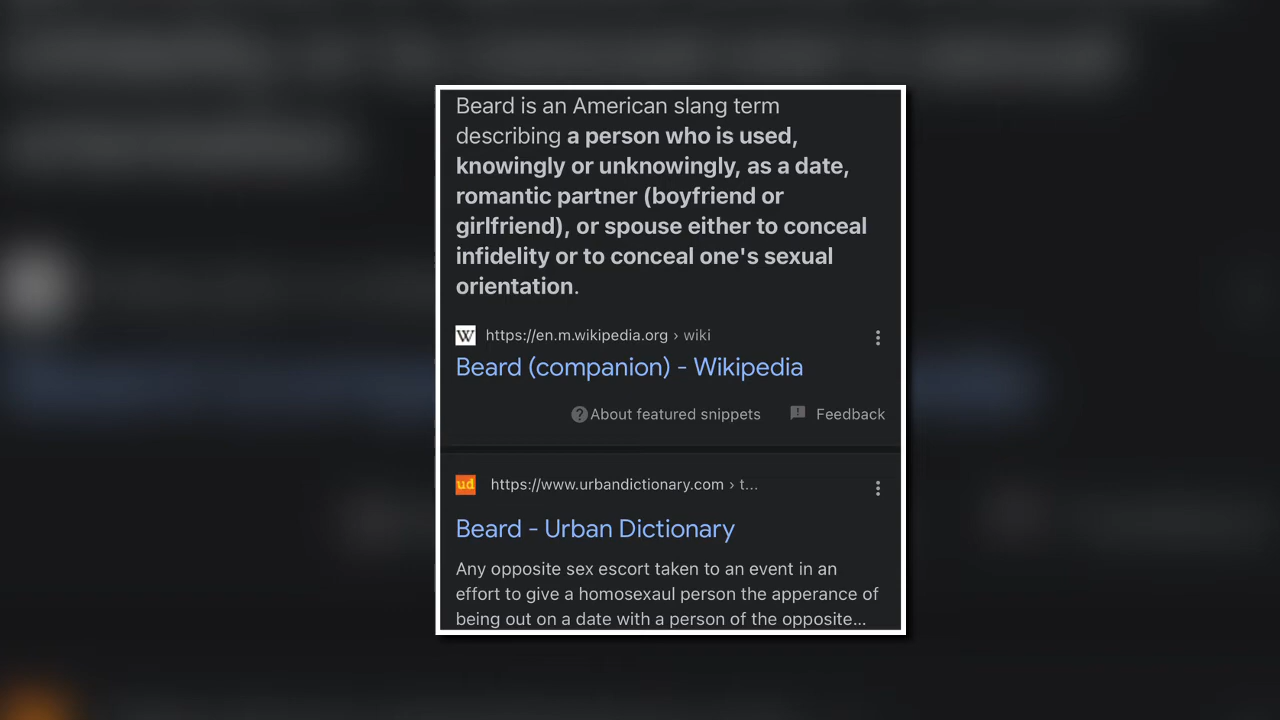 Beard is an American slang term
describing a person who is used,
knowingly or unknowingly, as a date,
romantic partner (boyfriend or
girlfriend), or spouse either to conceal
infidelity or to conceal one's sexual
orientation.
W https://en.m.wikipedia.org › wiki
Beard (companion) - Wikipedia
About featured snippets Feedback
ud https://www.urbandictionary.com › t...
Beard - Urban Dictionary
Any opposite sex escort taken to an event in an
effort to give a homosexaul person the apperance of
being out on a date with a person of the opposite...